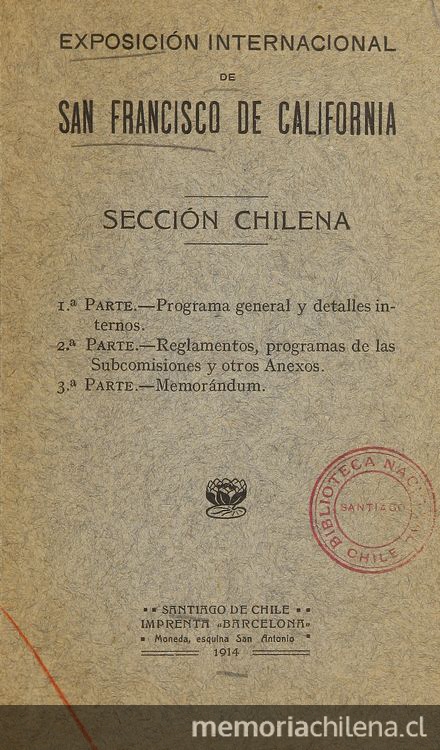 EXPOSICIÓN INTERNACIONAL
DE
SAN FRANCISCO DE CALIFORNIA
SECCIÓN CHILENA
1.ª PARTE.—Programa general y detalles in-
ternos.
2.ª PARTE.—Reglamentos, programas de las
Subcomisiones y otros Anexos.
3.ª PARTE.—Memorándum.
BIBLIOTECA NACIONAL
SANTIAGO
CHILE
SANTIAGO DE CHILE
IMPRENTA «BARCELONA»
Moneda, esquina San Antonio
1914
memoriachilena.cl